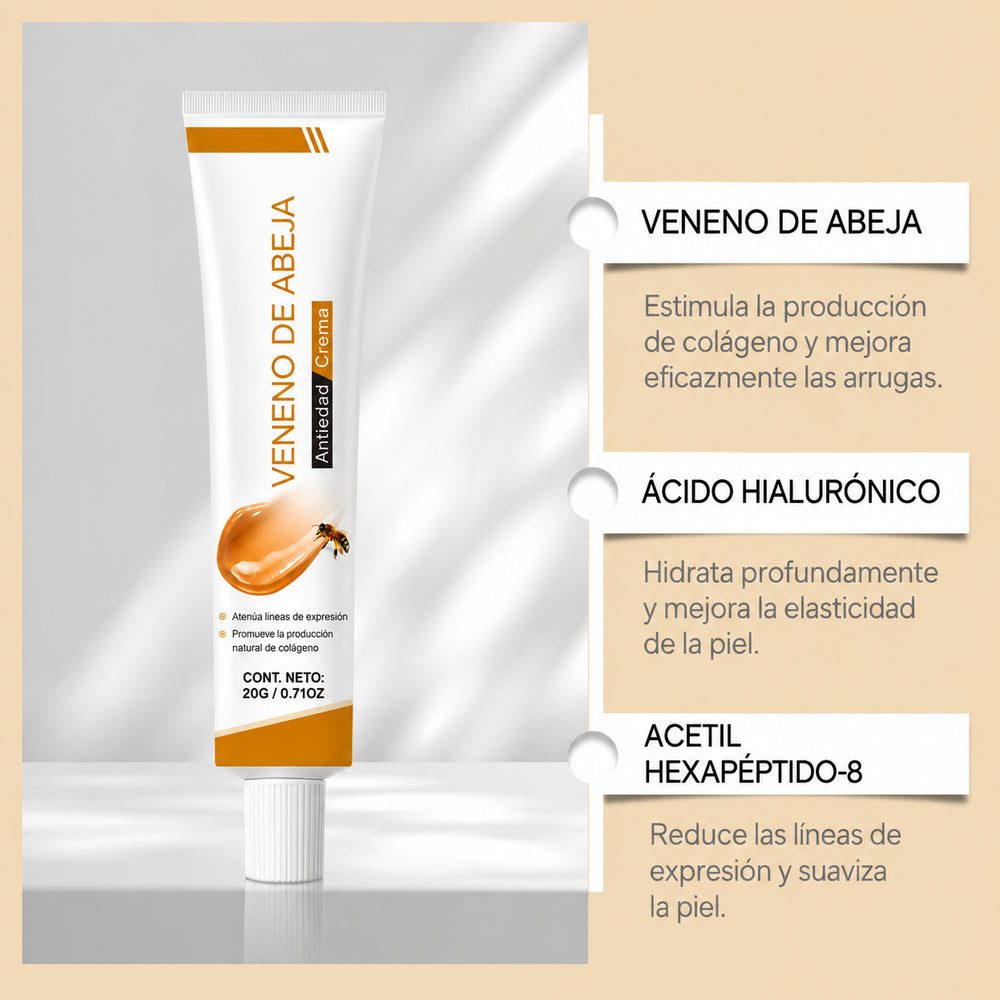 VENENO DE ABEJA
Antiedad Crema
Atenúa líneas de expresión
Promueve la producción
natural de colágeno
CONT. NETO:
20G / 0.71OZ
VENENO DE ABEJA
Estimula la producción
de colágeno y mejora
eficazmente las arrugas.
ÁCIDO HIALURÓNICO
Hidrata profundamente
y mejora la elasticidad
de la piel.
ACETIL
HEXAPÉPTIDO-8
Reduce las líneas de
expresión y suaviza
la piel.